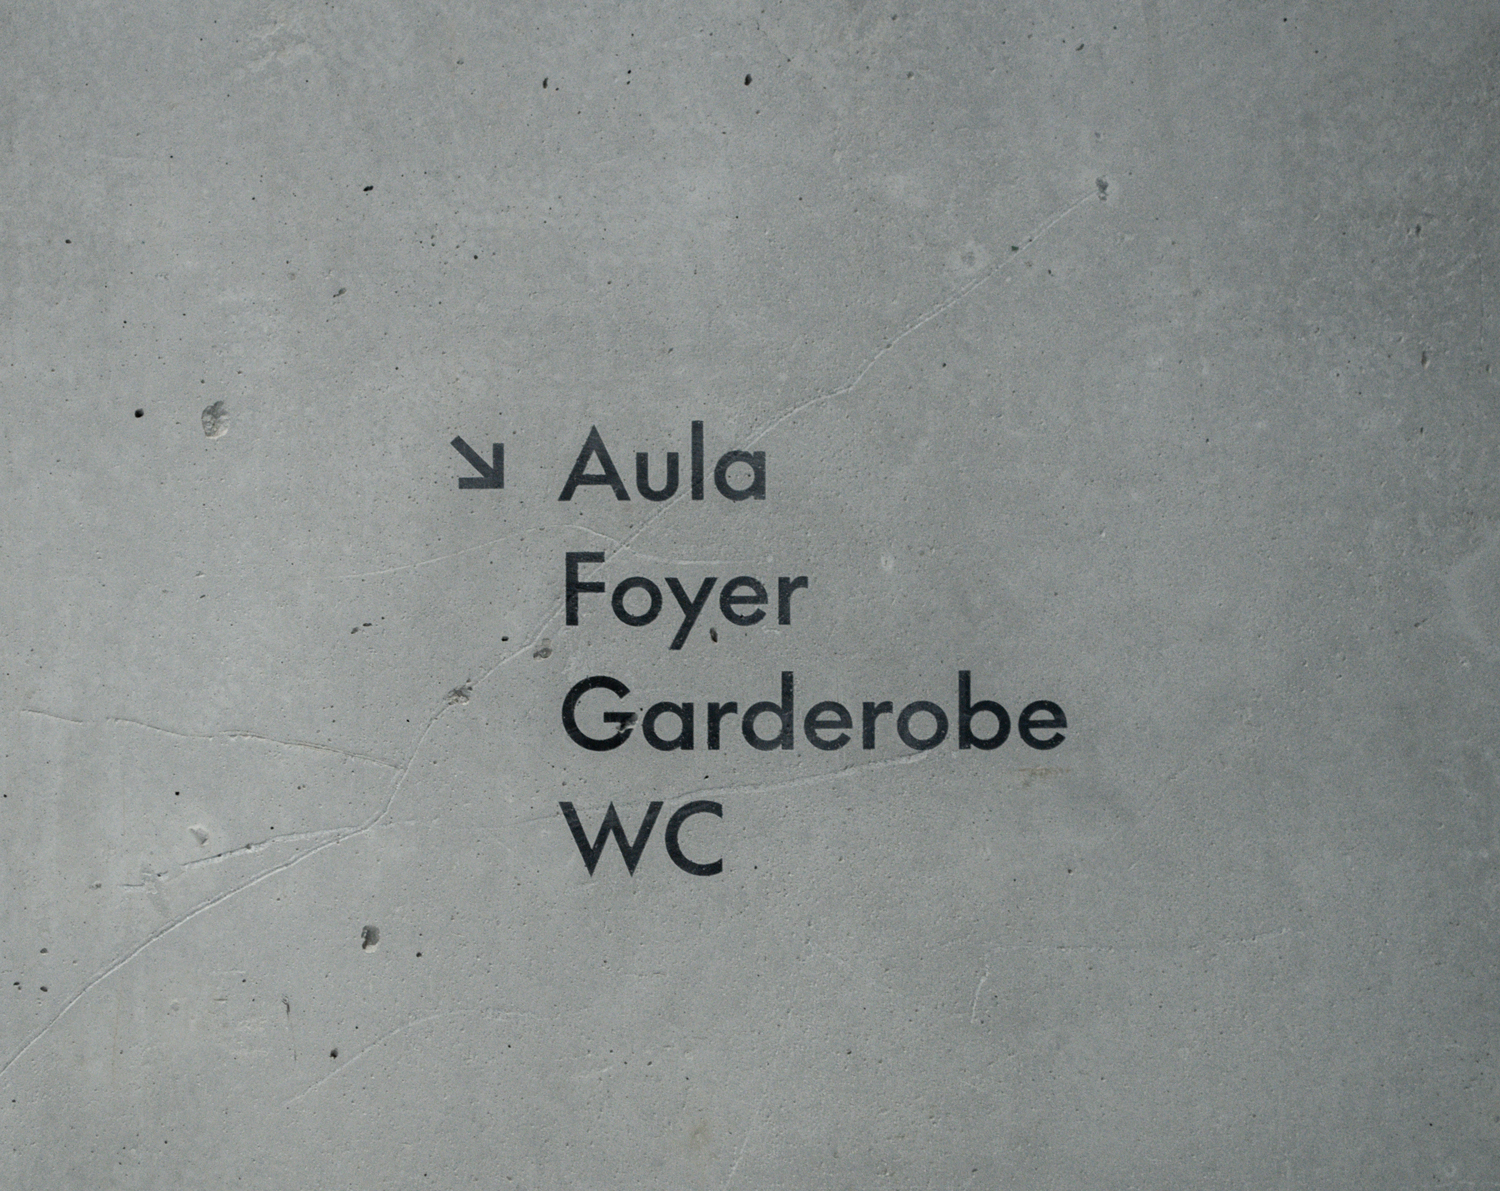 ↘ Aula
Foyer
Garderobe
WC